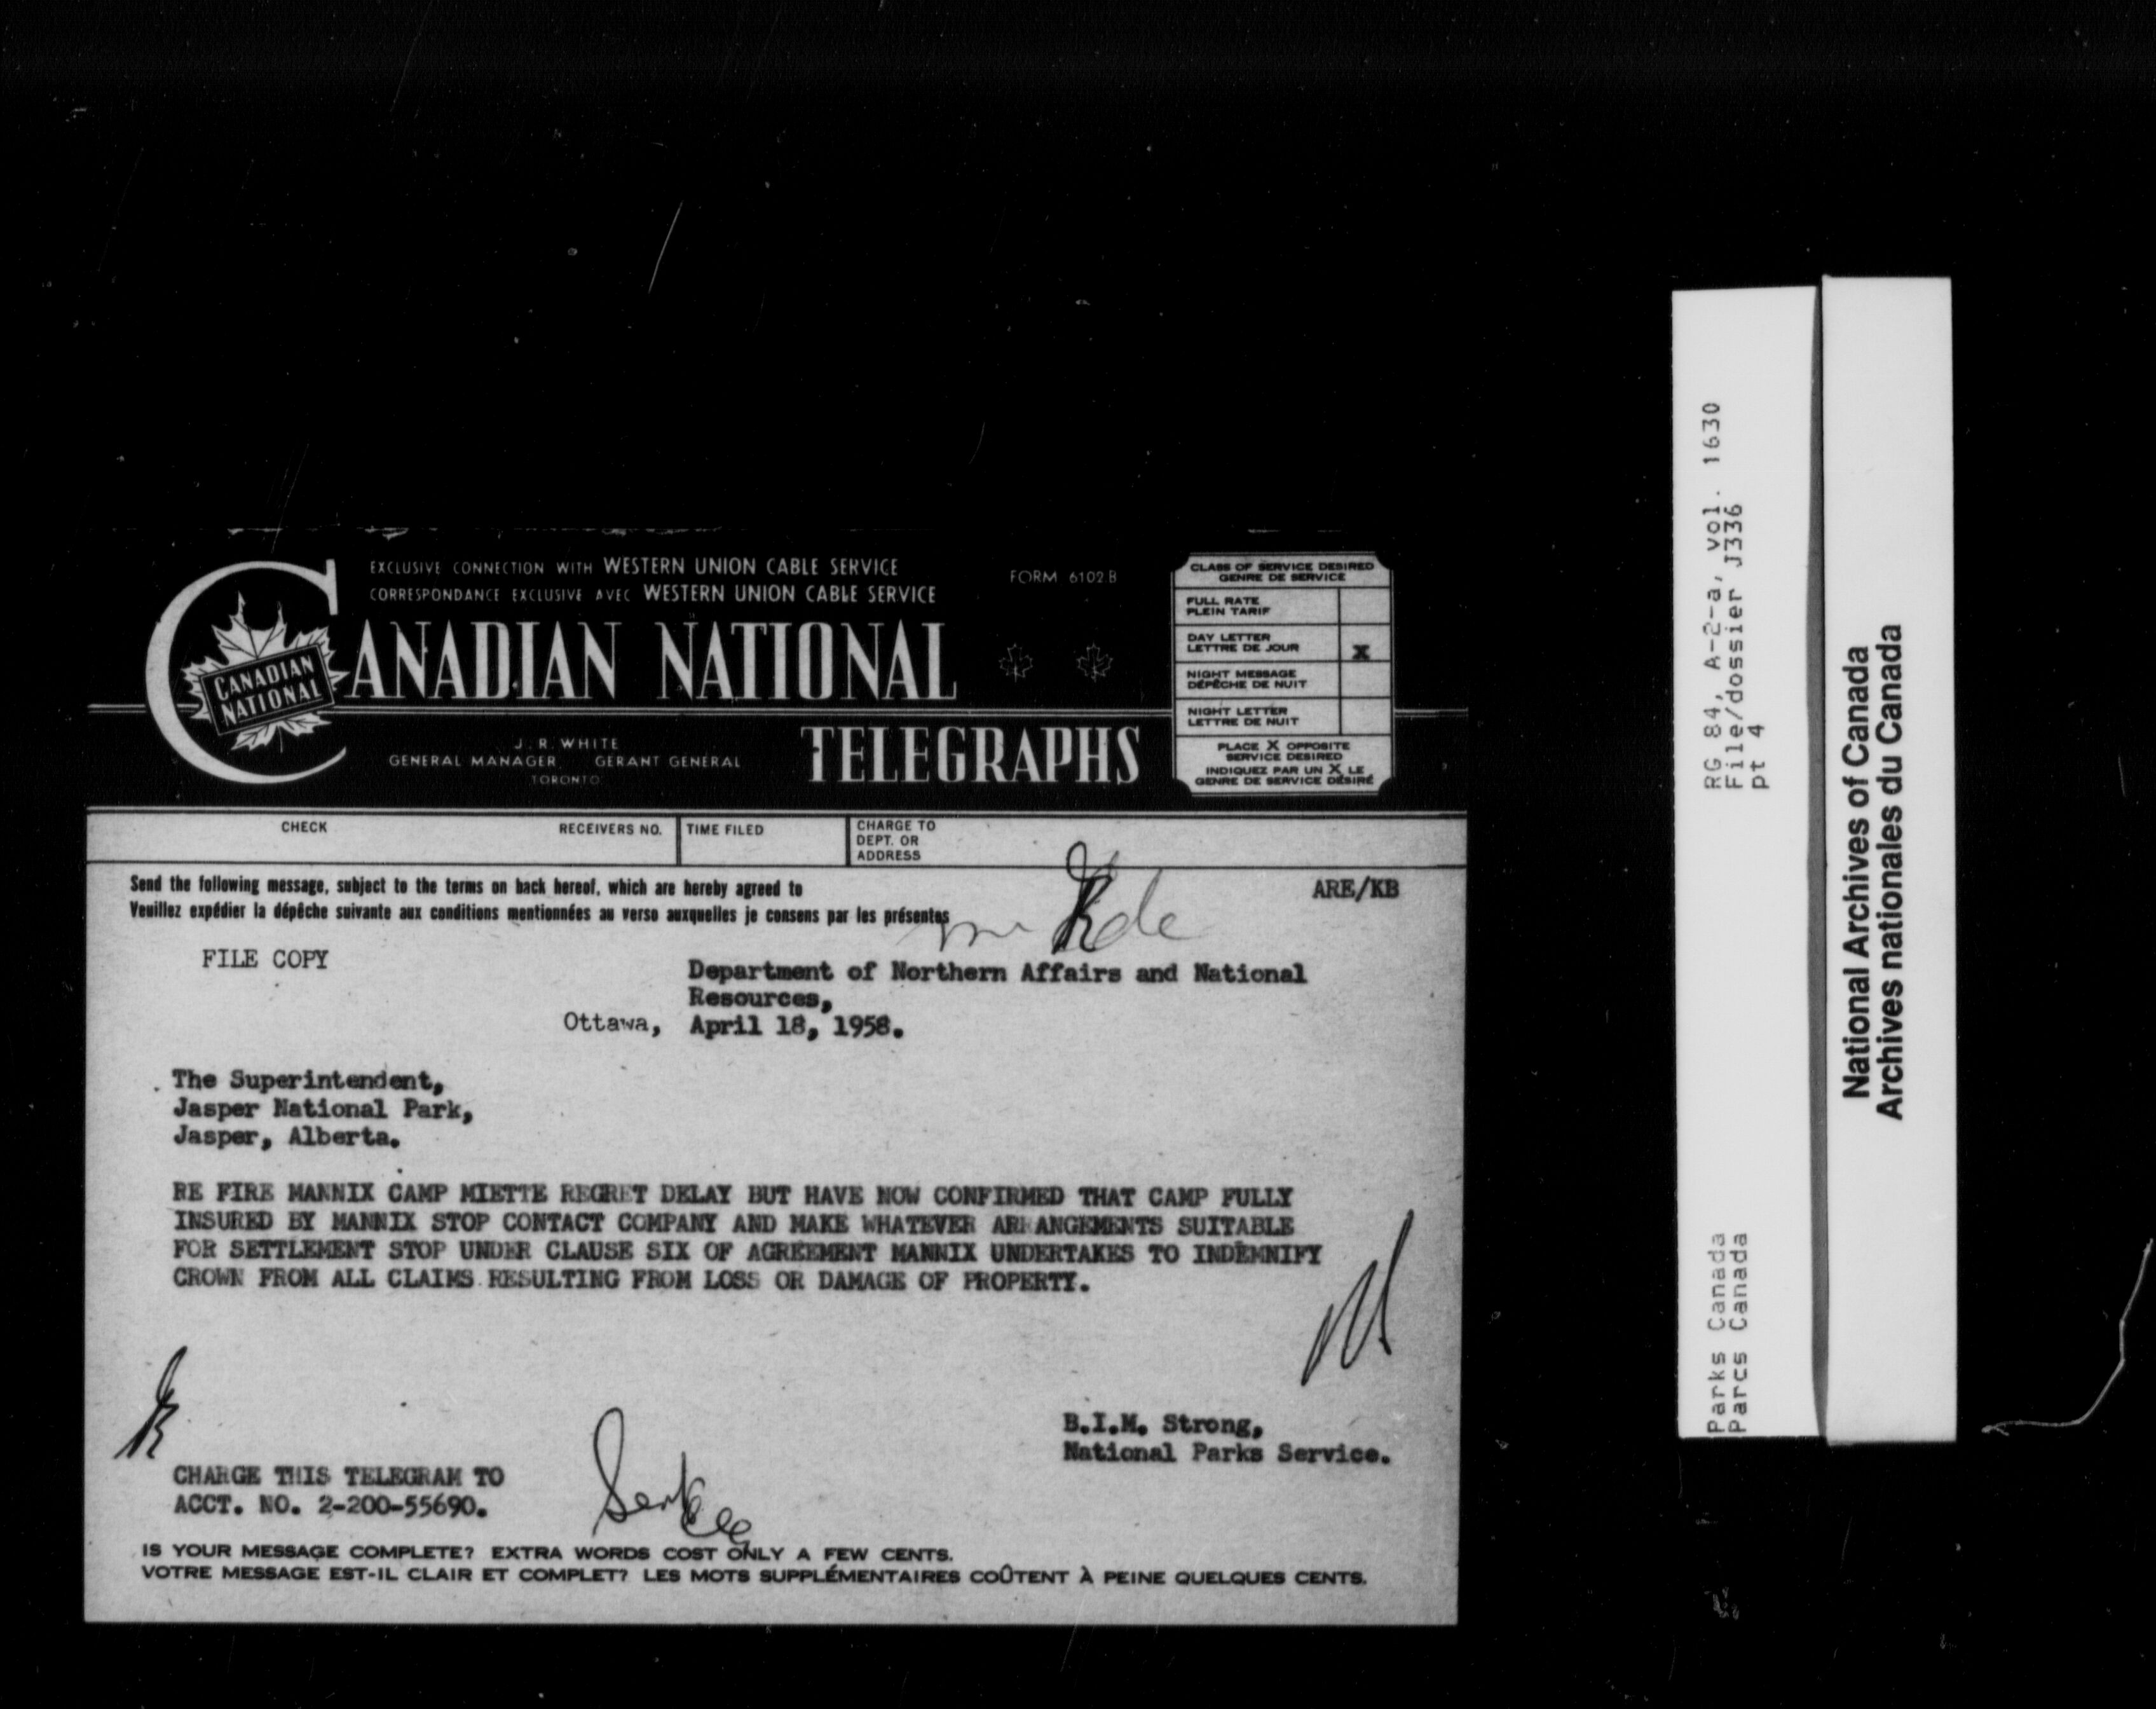 EXCLUSIVE CONNECTION WITH WESTERN UNION CABLE SERVICE
CORRESPONDANCE EXCLUSIVE AVEC WESTERN UNION CABLE SERVICE
FORM 6102 B
CANADIAN NATIONAL
CANADIAN
NATIONAL
TELEGRAPHS
J. R. WHITE
GENERAL MANAGER GERANT GENERAL
TORONTO
CLASS OF SERVICE DESIRED
GENRE DE SERVICE
FULL RATE
PLEIN TARIF
DAY LETTER
LETTRE DE JOUR X
NIGHT MESSAGE
DÉPÊCHE DE NUIT
NIGHT LETTER
LETTRE DE NUIT
PLACE X OPPOSITE
SERVICE DESIRED
INDIQUEZ PAR UN X LE
GENRE DE SERVICE DÉSIRÉ
CHECK RECEIVERS NO. TIME FILED CHARGE TO
DEPT. OR
ADDRESS
Send the following message, subject to the terms on back hereof, which are hereby agreed to
Veuillez expédier la dépêche suivante aux conditions mentionnées au verso auxquelles je consens par les présentes
ARE/KB
FILE COPY
Department of Northern Affairs and National
Resources,
Ottawa, April 18, 1958.
The Superintendent,
Jasper National Park,
Jasper, Alberta.
RE FIRE MANNIX CAMP MIETTE REGRET DELAY BUT HAVE NOW CONFIRMED THAT CAMP FULLY
INSURED BY MANNIX STOP CONTACT COMPANY AND MAKE WHATEVER ARRANGEMENTS SUITABLE
FOR SETTLEMENT STOP UNDER CLAUSE SIX OF AGREEMENT MANNIX UNDERTAKES TO INDEMNIFY
CROWN FROM ALL CLAIMS RESULTING FROM LOSS OR DAMAGE OF PROPERTY.
B.I.M. Strong,
National Parks Service.
CHARGE THIS TELEGRAM TO
ACCT. NO. 2-200-55690.
IS YOUR MESSAGE COMPLETE? EXTRA WORDS COST ONLY A FEW CENTS.
VOTRE MESSAGE EST-IL CLAIR ET COMPLET? LES MOTS SUPPLÉMENTAIRES COÛTENT À PEINE QUELQUES CENTS.
Parks Canada RG 84, A-2-a, vol. 1630
Parcs Canada File/dossier J336
pt 4
National Archives of Canada
Archives nationales du Canada